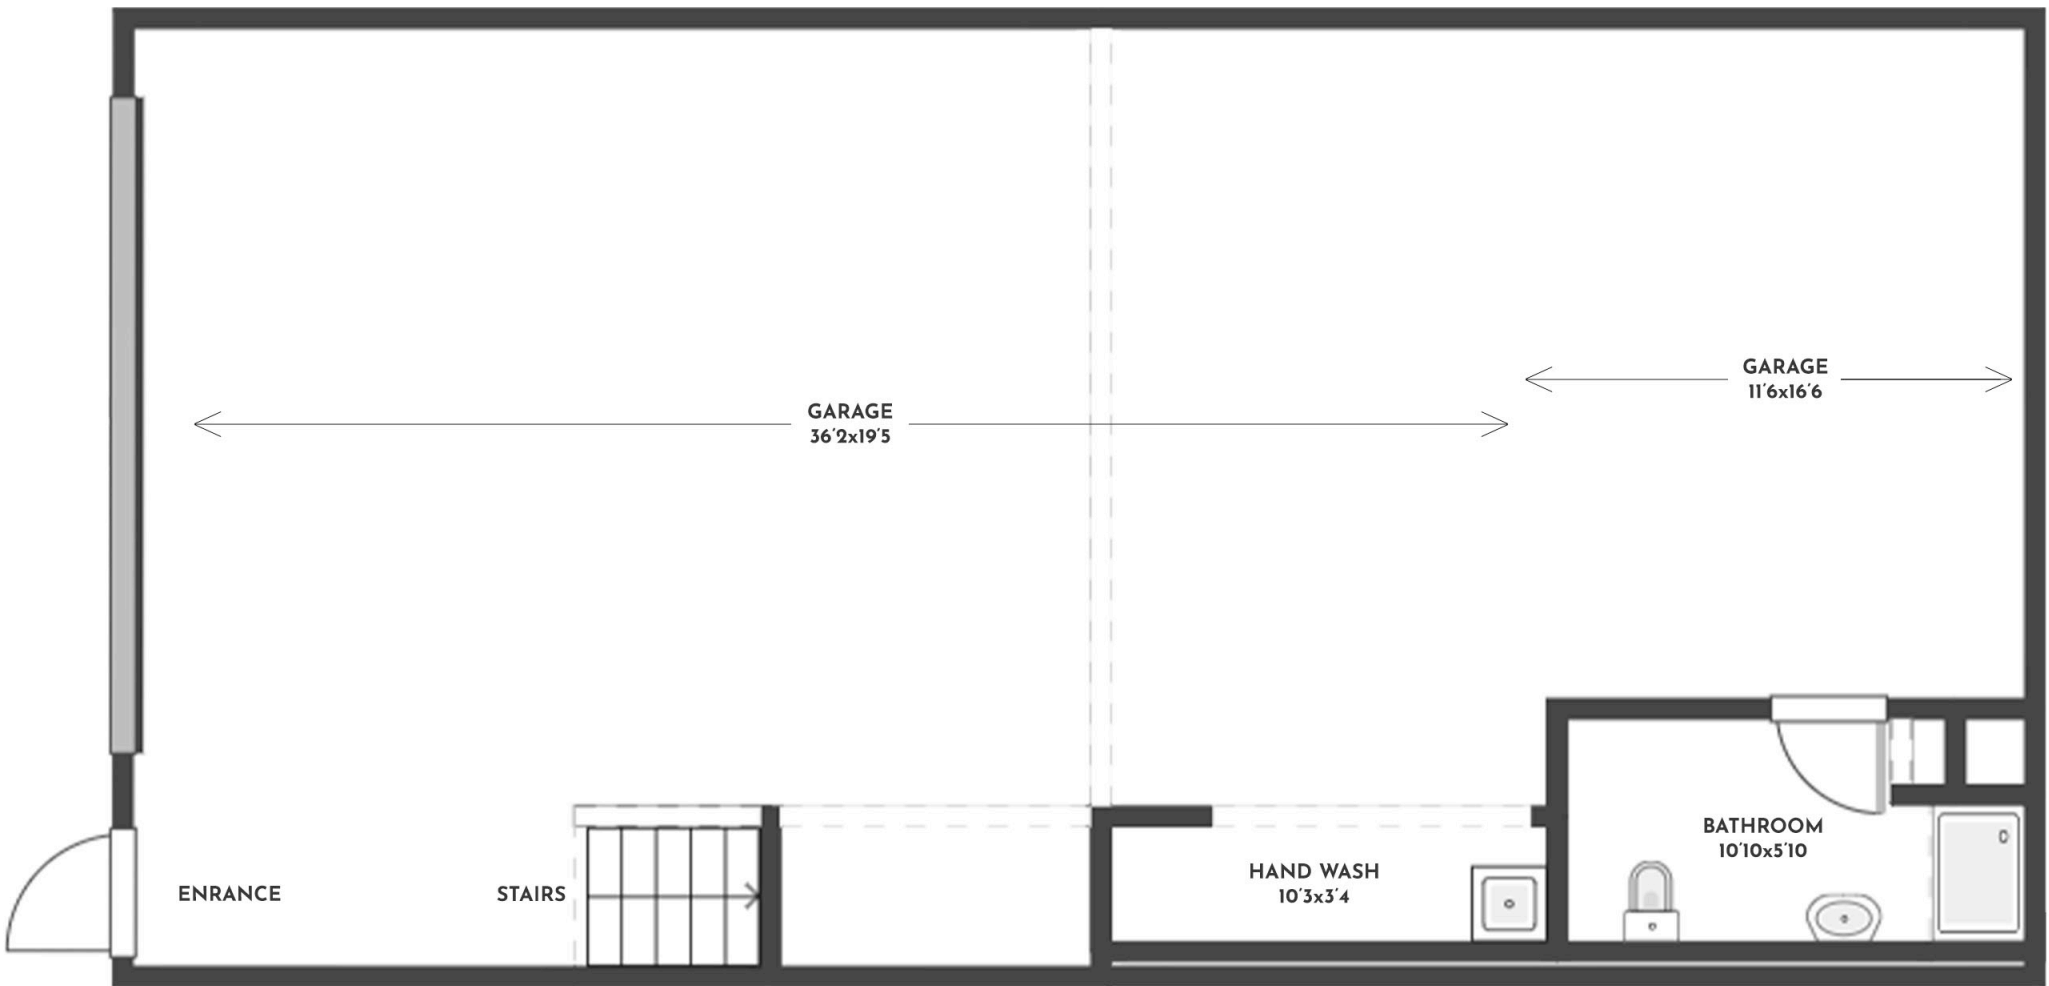 GARAGE
11'6x16'6
GARAGE
36'2x19'5
BATHROOM
10'10x5'10
HAND WASH
10'3x3'4
ENRANCE
STAIRS